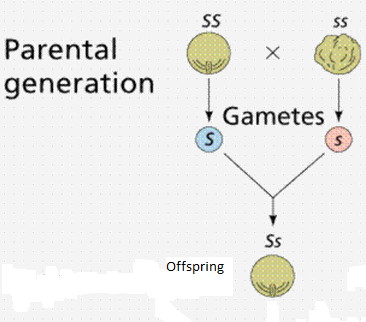 SS ss
Parental
generation
×
Gametes
S s
Ss
Offspring